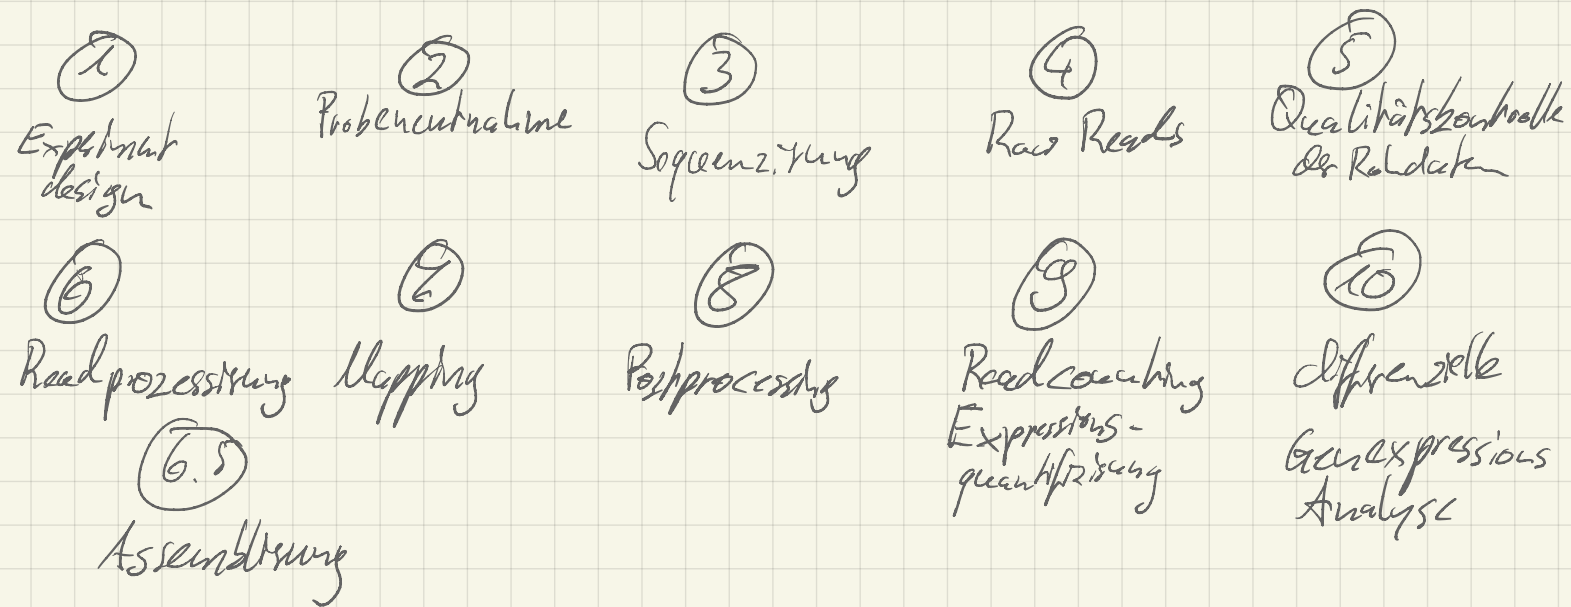 1
Experiment
design
2
Probenentnahme
3
Sequenzierung
4
Raw Reads
5
Qualitätskontrolle
der Rohdaten
6
Readprozessierung
6.5
Assemblierung
7
Mapping
8
Postprocessing
9
Readcounting
Expressions-
quantifizierung
10
differenzielle
Genexpressions
Analyse